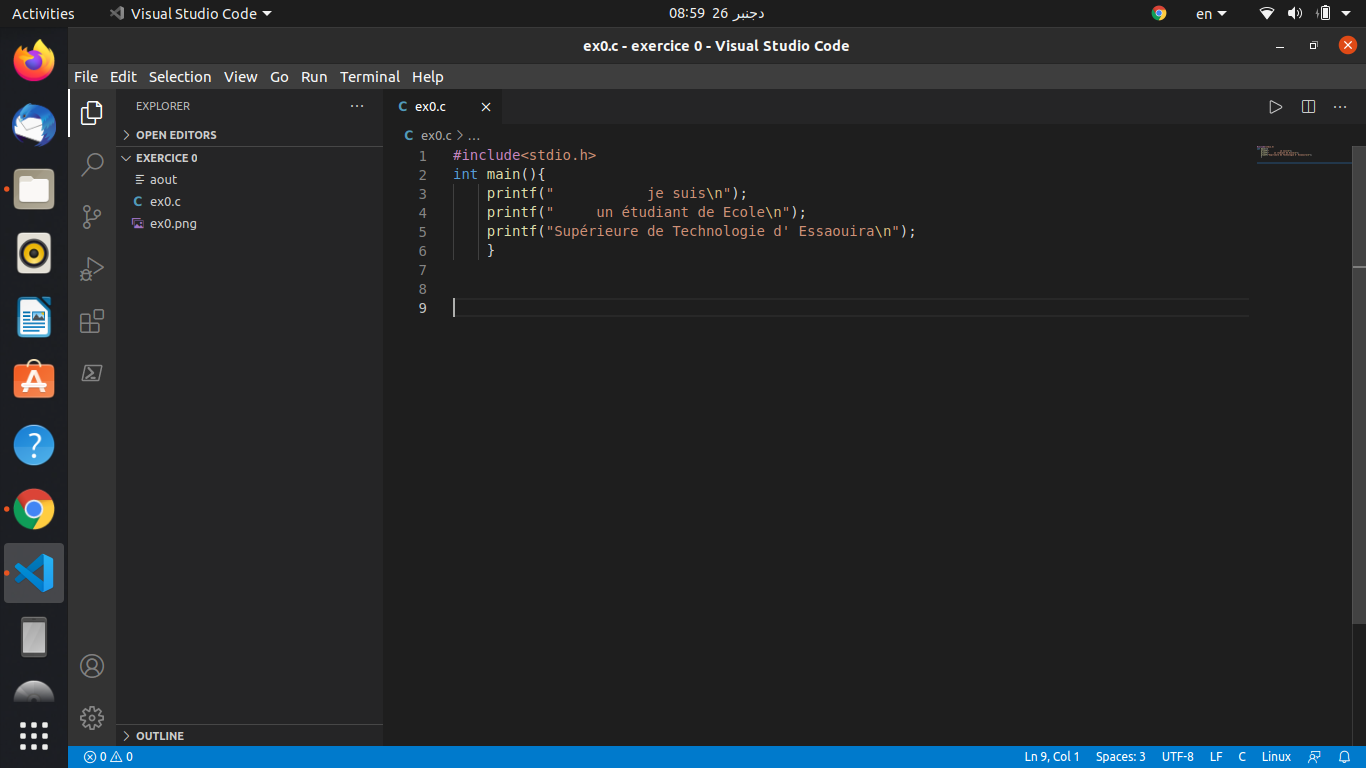 Activities
Visual Studio Code
08:59 26 دجنبر
en
ex0.c - exercice 0 - Visual Studio Code
File Edit Selection View Go Run Terminal Help
EXPLORER
OPEN EDITORS
EXERCICE 0
aout
C ex0.c
ex0.png
OUTLINE
C ex0.c
C ex0.c > ...
1 #include<stdio.h>
2 int main(){
3     printf("           je suis\n");
4     printf("     un étudiant de Ecole\n");
5     printf("Supérieure de Technologie d' Essaouira\n");
6     }
7
8
9
0 0
Ln 9, Col 1 Spaces: 3 UTF-8 LF C Linux